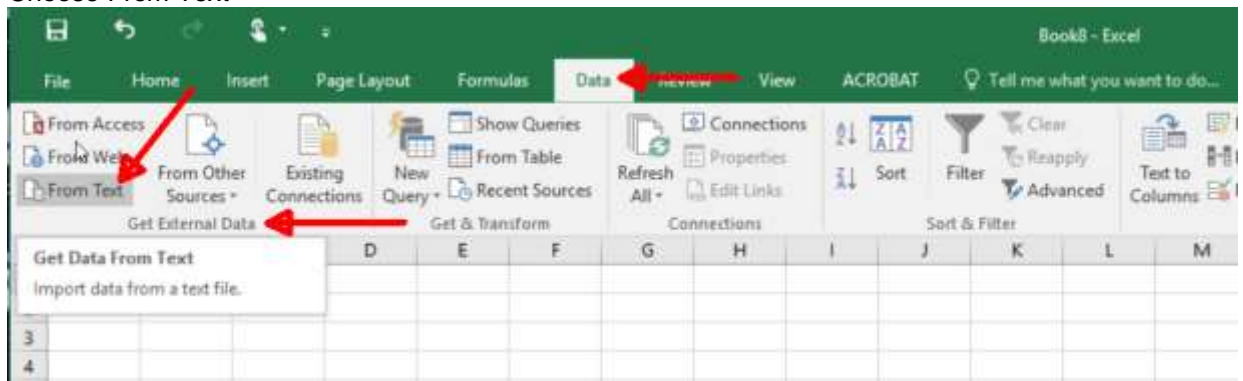 Choose From Text
Book8 - Excel
File Home Insert Page Layout Formulas Data Review View ACROBAT Tell me what you want to do...
From Access
From Web
From Text
From Other Sources
Existing Connections
New Query
Show Queries
From Table
Recent Sources
Refresh All
Connections
Properties
Edit Links
Sort
Filter
Clear
Reapply
Advanced
Text to Columns
Get External Data Get & Transform Connections Sort & Filter
D E F G H I J K L M
Get Data From Text
Import data from a text file.
3
4